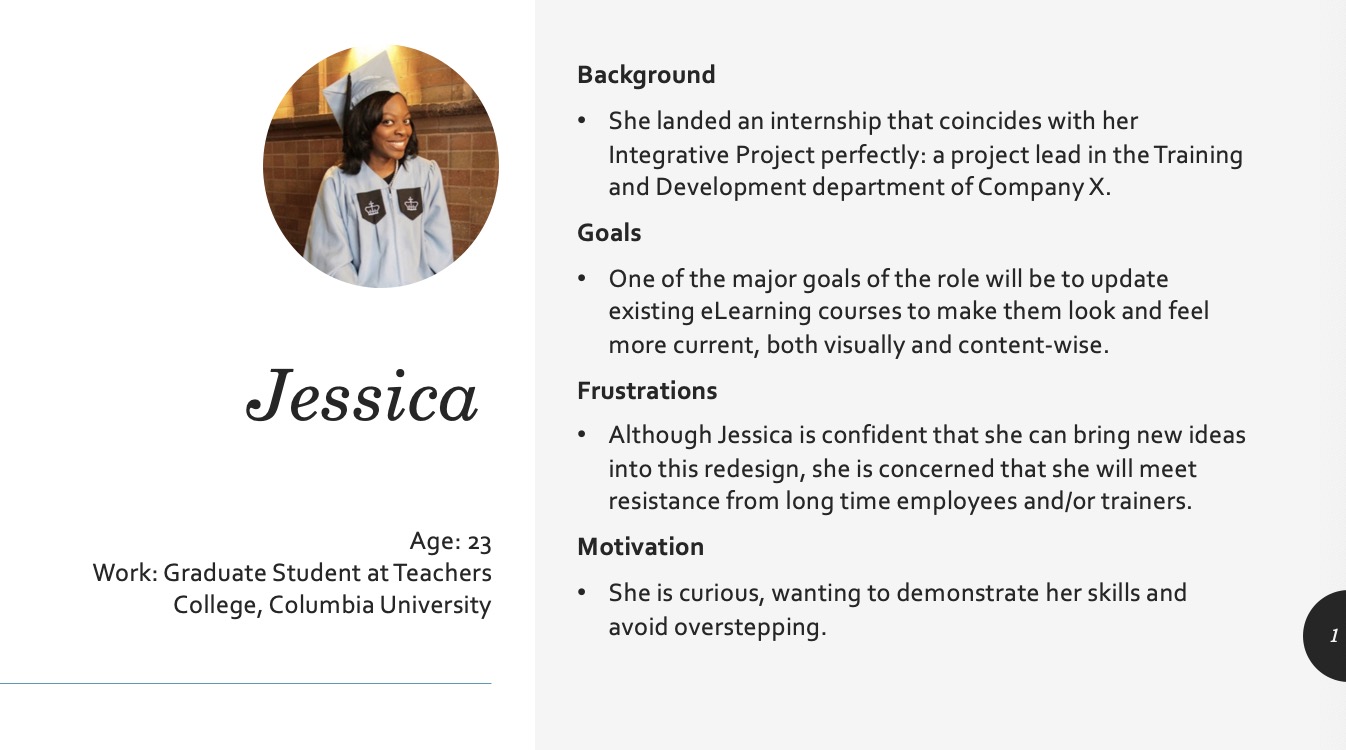 Jessica
Age: 23
Work: Graduate Student at Teachers
College, Columbia University
Background
• She landed an internship that coincides with her
Integrative Project perfectly: a project lead in the Training
and Development department of Company X.
Goals
• One of the major goals of the role will be to update
existing eLearning courses to make them look and feel
more current, both visually and content-wise.
Frustrations
• Although Jessica is confident that she can bring new ideas
into this redesign, she is concerned that she will meet
resistance from long time employees and/or trainers.
Motivation
• She is curious, wanting to demonstrate her skills and
avoid overstepping.
1